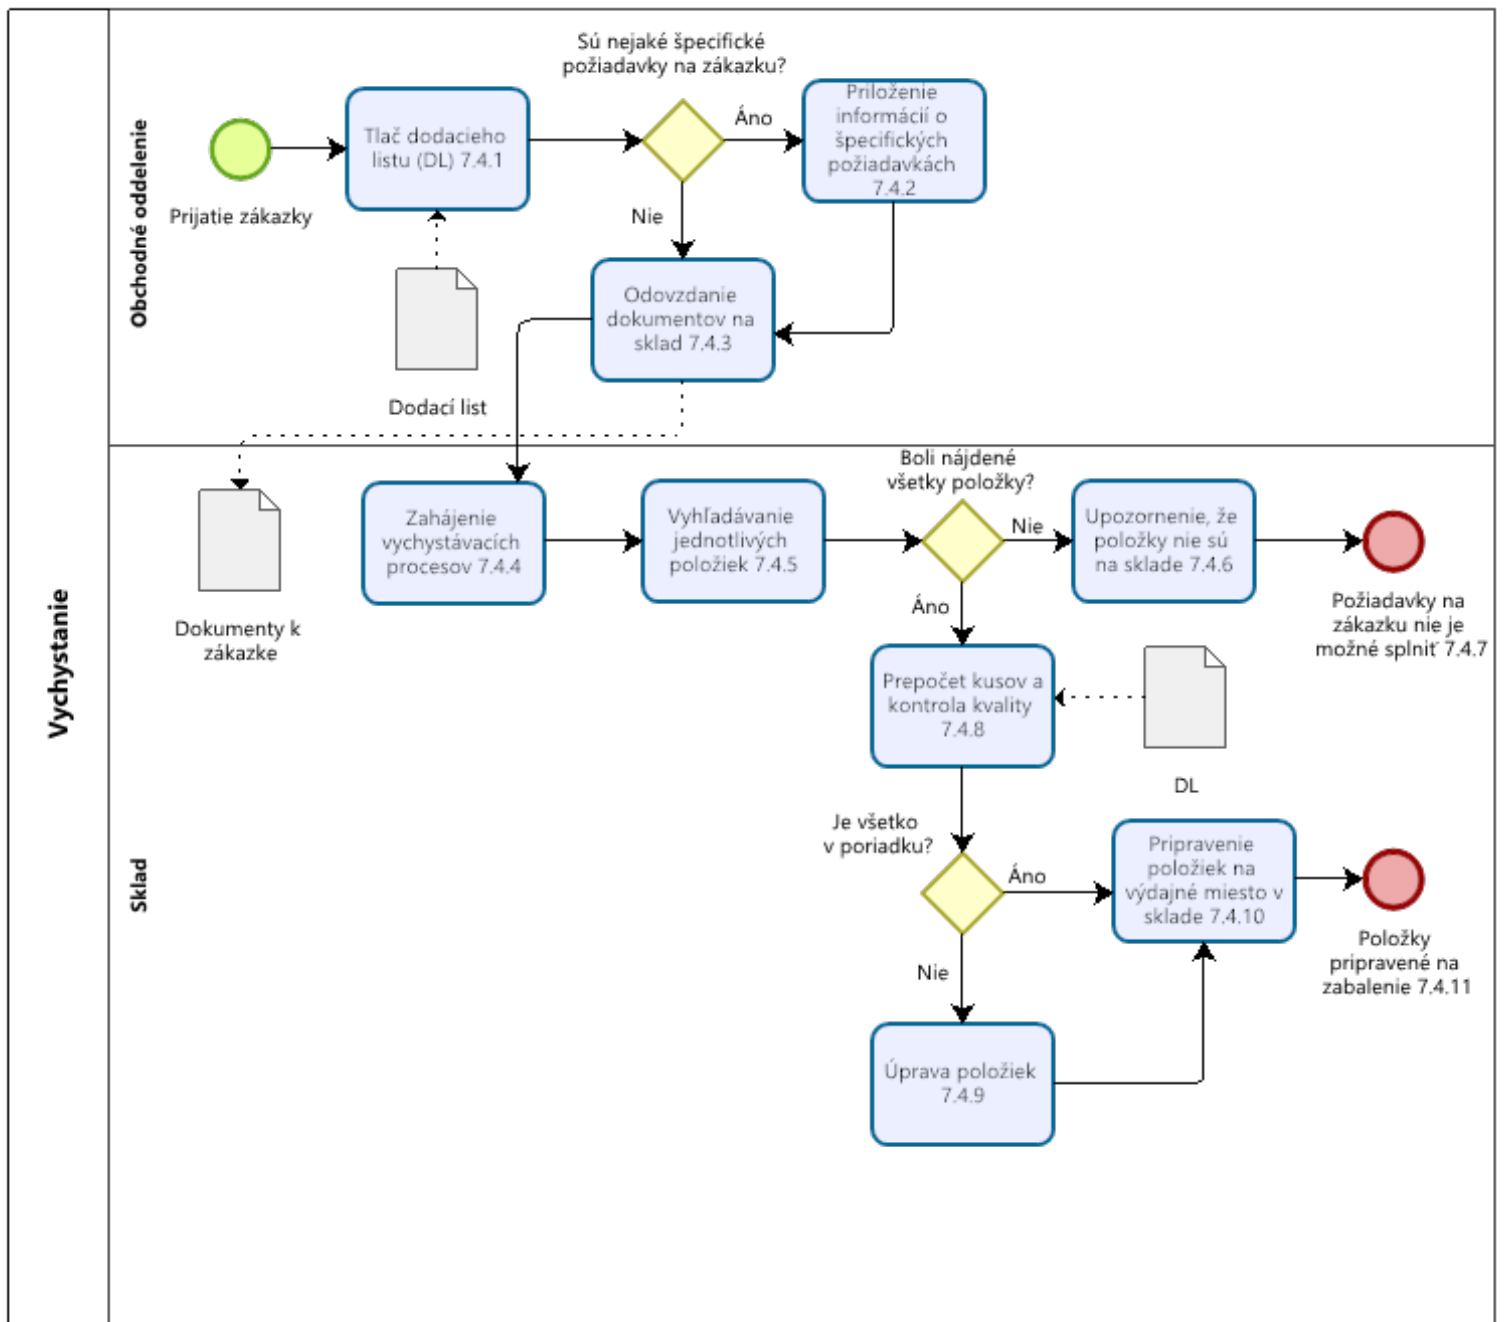 Vychystanie
Obchodné oddelenie
Prijatie zákazky
Tlač dodacieho
listu (DL) 7.4.1
Dodací list
Sú nejaké špecifické
požiadavky na zákazku?
Áno
Nie
Priloženie
informácií o
špecifických
požiadavkách
7.4.2
Odovzdanie
dokumentov na
sklad 7.4.3
Sklad
Dokumenty k
zákazke
Zahájenie
vychystávacích
procesov 7.4.4
Vyhľadávanie
jednotlivých
položiek 7.4.5
Boli nájdené
všetky položky?
Nie
Áno
Upozornenie, že
položky nie sú
na sklade 7.4.6
Požiadavky na
zákazku nie je
možné splniť 7.4.7
Prepočet kusov a
kontrola kvality
7.4.8
DL
Je všetko
v poriadku?
Áno
Nie
Pripravenie
položiek na
výdajné miesto v
sklade 7.4.10
Položky
pripravené na
zabalenie 7.4.11
Úprava položiek
7.4.9